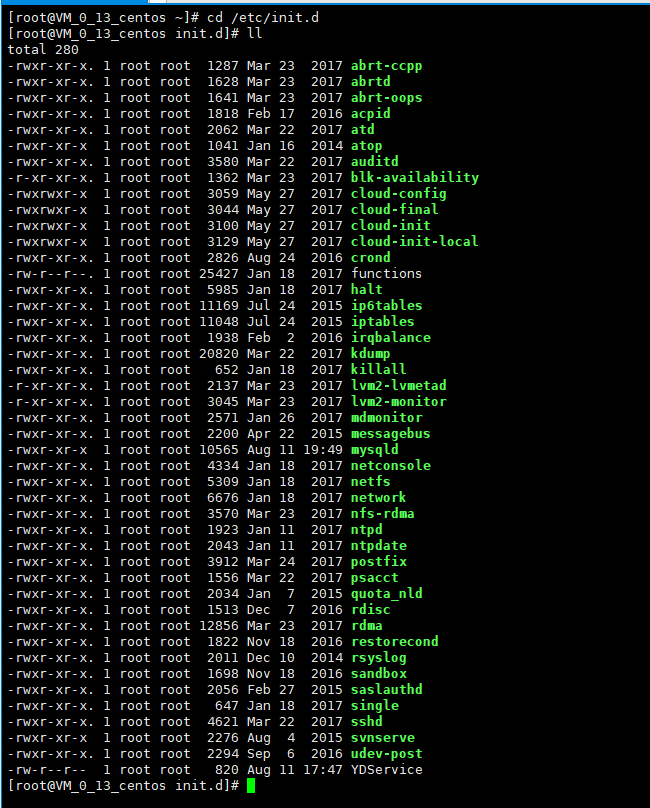 [root@VM_0_13_centos ~]# cd /etc/init.d
[root@VM_0_13_centos init.d]# ll
total 280
-rwxr-xr-x. 1 root root  1287 Mar 23  2017 abrt-ccpp
-rwxr-xr-x. 1 root root  1628 Mar 23  2017 abrtd
-rwxr-xr-x. 1 root root  1641 Mar 23  2017 abrt-oops
-rwxr-xr-x. 1 root root  1818 Feb 17  2016 acpid
-rwxr-xr-x. 1 root root  2062 Mar 22  2017 atd
-rwxr-xr-x  1 root root  1041 Jan 16  2014 atop
-rwxr-xr-x. 1 root root  3580 Mar 22  2017 auditd
-r-xr-xr-x. 1 root root  1362 Mar 23  2017 blk-availability
-rwxrwxr-x  1 root root  3059 May 27  2017 cloud-config
-rwxrwxr-x  1 root root  3044 May 27  2017 cloud-final
-rwxrwxr-x  1 root root  3100 May 27  2017 cloud-init
-rwxrwxr-x  1 root root  3129 May 27  2017 cloud-init-local
-rwxr-xr-x. 1 root root  2826 Aug 24  2016 crond
-rw-r--r--. 1 root root 25427 Jan 18  2017 functions
-rwxr-xr-x. 1 root root  5985 Jan 18  2017 halt
-rwxr-xr-x. 1 root root 11169 Jul 24  2015 ip6tables
-rwxr-xr-x. 1 root root 11048 Jul 24  2015 iptables
-rwxr-xr-x. 1 root root  1938 Feb  2  2016 irqbalance
-rwxr-xr-x. 1 root root 20820 Mar 22  2017 kdump
-rwxr-xr-x. 1 root root   652 Jan 18  2017 killall
-r-xr-xr-x. 1 root root  2137 Mar 23  2017 lvm2-lvmetad
-r-xr-xr-x. 1 root root  3045 Mar 23  2017 lvm2-monitor
-rwxr-xr-x. 1 root root  2571 Jan 26  2017 mdmonitor
-rwxr-xr-x. 1 root root  2200 Apr 22  2015 messagebus
-rwxr-xr-x  1 root root 10565 Aug 11 19:49 mysqld
-rwxr-xr-x. 1 root root  4334 Jan 18  2017 netconsole
-rwxr-xr-x. 1 root root  5309 Jan 18  2017 netfs
-rwxr-xr-x. 1 root root  6676 Jan 18  2017 network
-rwxr-xr-x. 1 root root  3570 Mar 23  2017 nfs-rdma
-rwxr-xr-x. 1 root root  1923 Jan 11  2017 ntpd
-rwxr-xr-x. 1 root root  2043 Jan 11  2017 ntpdate
-rwxr-xr-x. 1 root root  3912 Mar 24  2017 postfix
-rwxr-xr-x. 1 root root  1556 Mar 22  2017 psacct
-rwxr-xr-x. 1 root root  2034 Jan  7  2015 quota_nld
-rwxr-xr-x. 1 root root  1513 Dec  7  2016 rdisc
-rwxr-xr-x. 1 root root 12856 Mar 23  2017 rdma
-rwxr-xr-x. 1 root root  1822 Nov 18  2016 restorecond
-rwxr-xr-x. 1 root root  2011 Dec 10  2014 rsyslog
-rwxr-xr-x. 1 root root  1698 Nov 18  2016 sandbox
-rwxr-xr-x. 1 root root  2056 Feb 27  2015 saslauthd
-rwxr-xr-x. 1 root root   647 Jan 18  2017 single
-rwxr-xr-x. 1 root root  4621 Mar 22  2017 sshd
-rwxr-xr-x  1 root root  2276 Aug  4  2015 svnserve
-rwxr-xr-x. 1 root root  2294 Sep  6  2016 udev-post
-rw-r--r--  1 root root   820 Aug 11 17:47 YDService
[root@VM_0_13_centos init.d]#